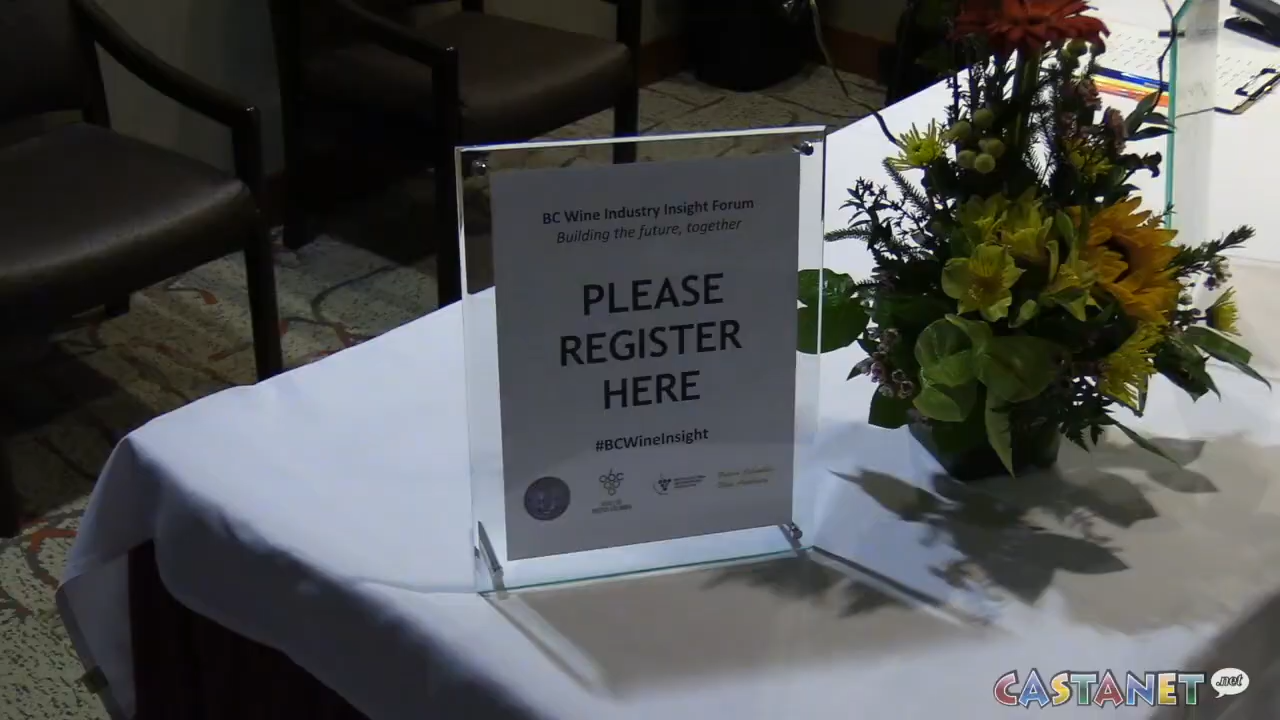 BC Wine Industry Insight Forum
Building the future, together
PLEASE
REGISTER
HERE
#BCWineInsight
CASTANET.net